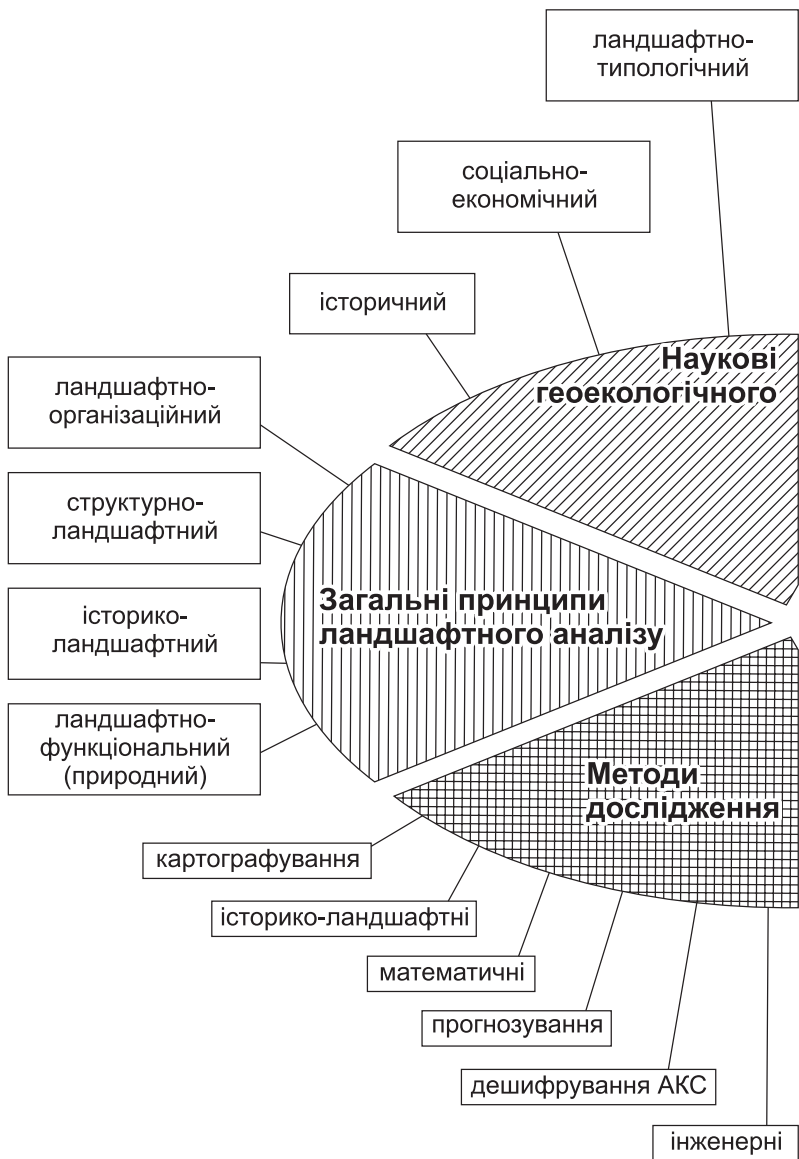 ландшафтно-
типологічний
соціально-
економічний
історичний
Наукові
геоекологічного
ландшафтно-
організаційний
структурно-
ландшафтний
історико-
ландшафтний
ландшафтно-
функціональний
(природний)
Загальні принципи
ландшафтного аналізу
Методи
дослідження
картографування
історико-ландшафтні
математичні
прогнозування
дешифрування АКС
інженерні